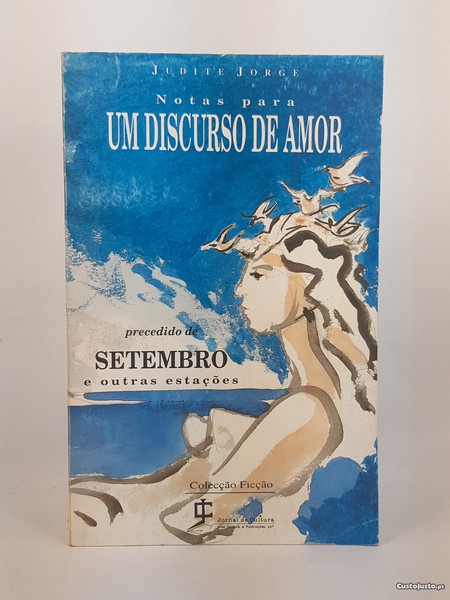 JUDITE JORGE
Notas para
UM DISCURSO DE AMOR
precedido de
SETEMBRO
e outras estações
Colecção Ficção
Jornal de Cultura
CustoJusto.pt